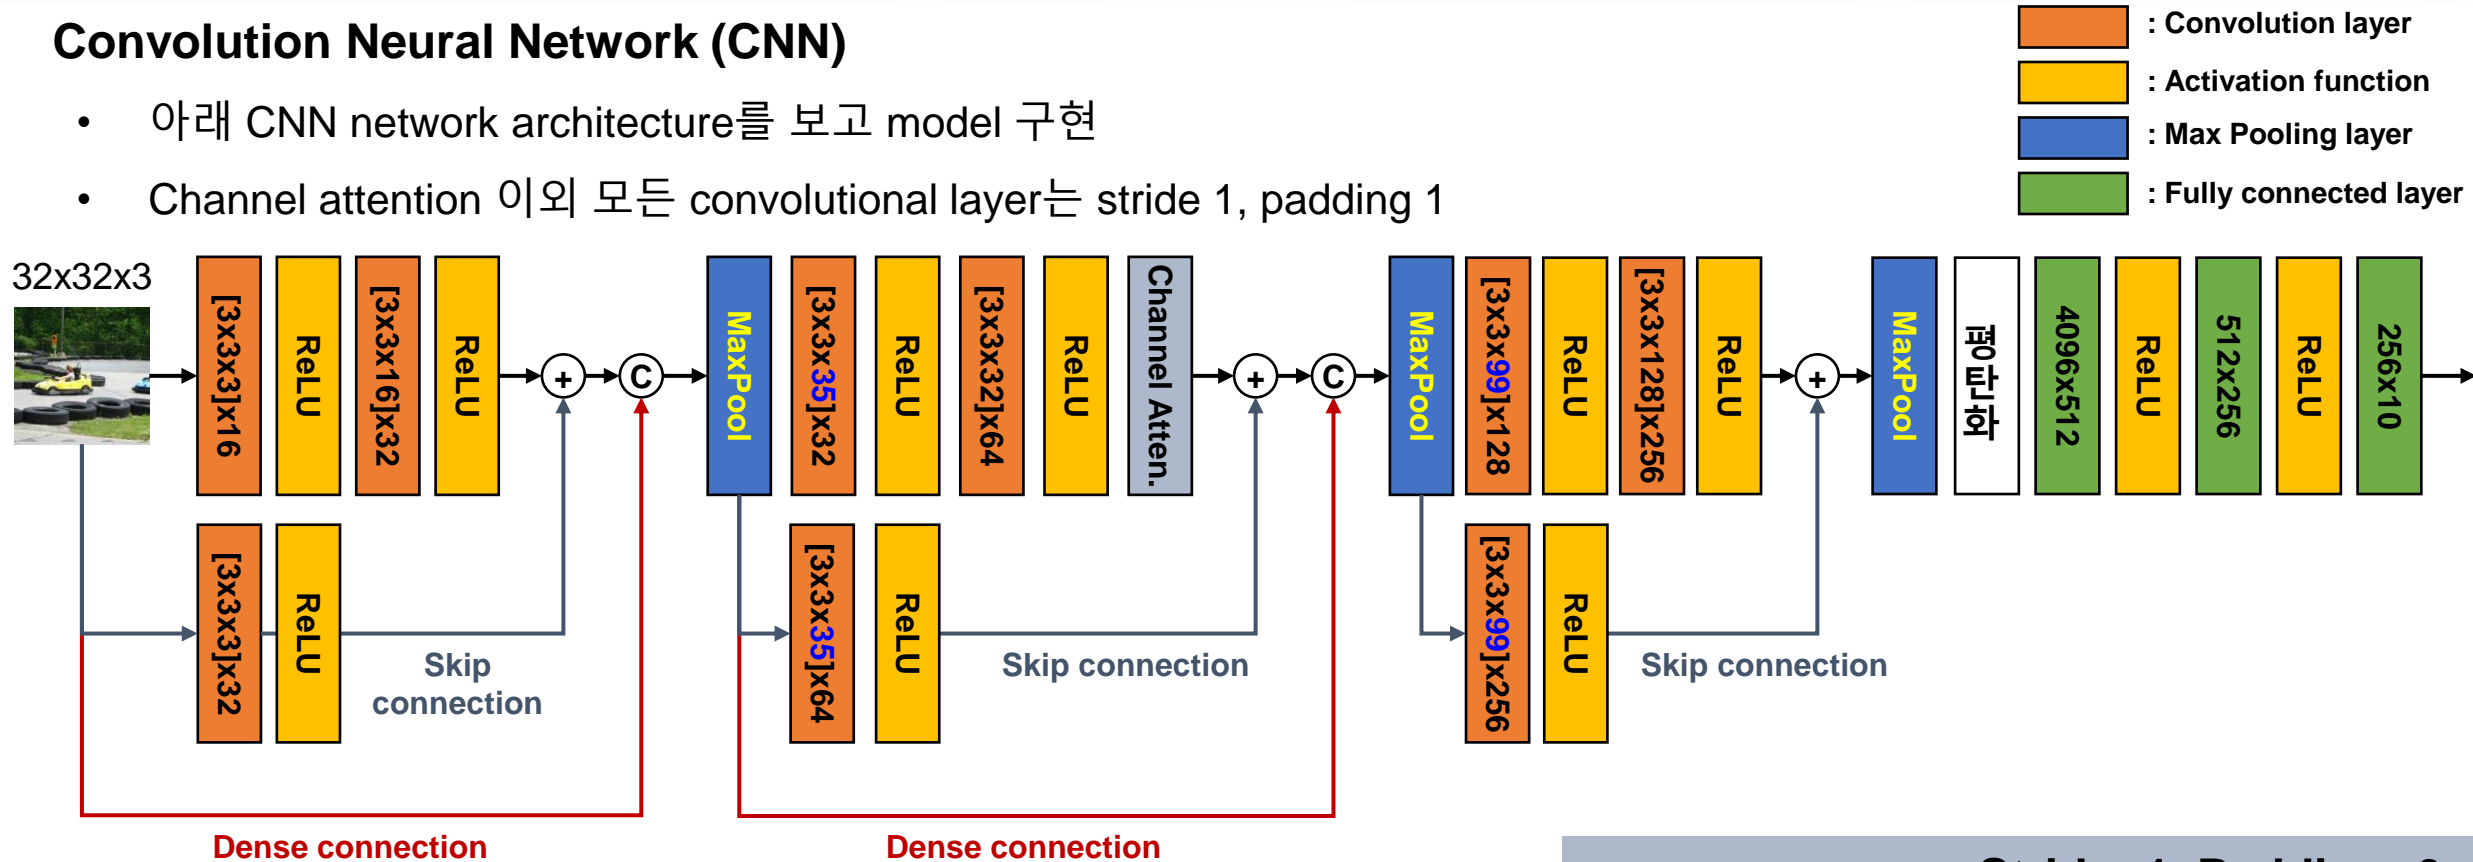 Convolution Neural Network (CNN)
• 아래 CNN network architecture를 보고 model 구현
• Channel attention 이외 모든 convolutional layer는 stride 1, padding 1
: Convolution layer
: Activation function
: Max Pooling layer
: Fully connected layer
32x32x3
[3x3x3]x16
ReLU
[3x3x16]x32
ReLU
+
C
MaxPool
[3x3x35]x32
ReLU
[3x3x32]x64
ReLU
Channel Atten.
+
C
MaxPool
[3x3x99]x128
ReLU
[3x3x128]x256
ReLU
+
MaxPool
평탄화
4096x512
ReLU
512x256
ReLU
256x10
[3x3x3]x32
ReLU
Skip
connection
[3x3x35]x64
ReLU
Skip connection
[3x3x99]x256
ReLU
Skip connection
Dense connection
Dense connection